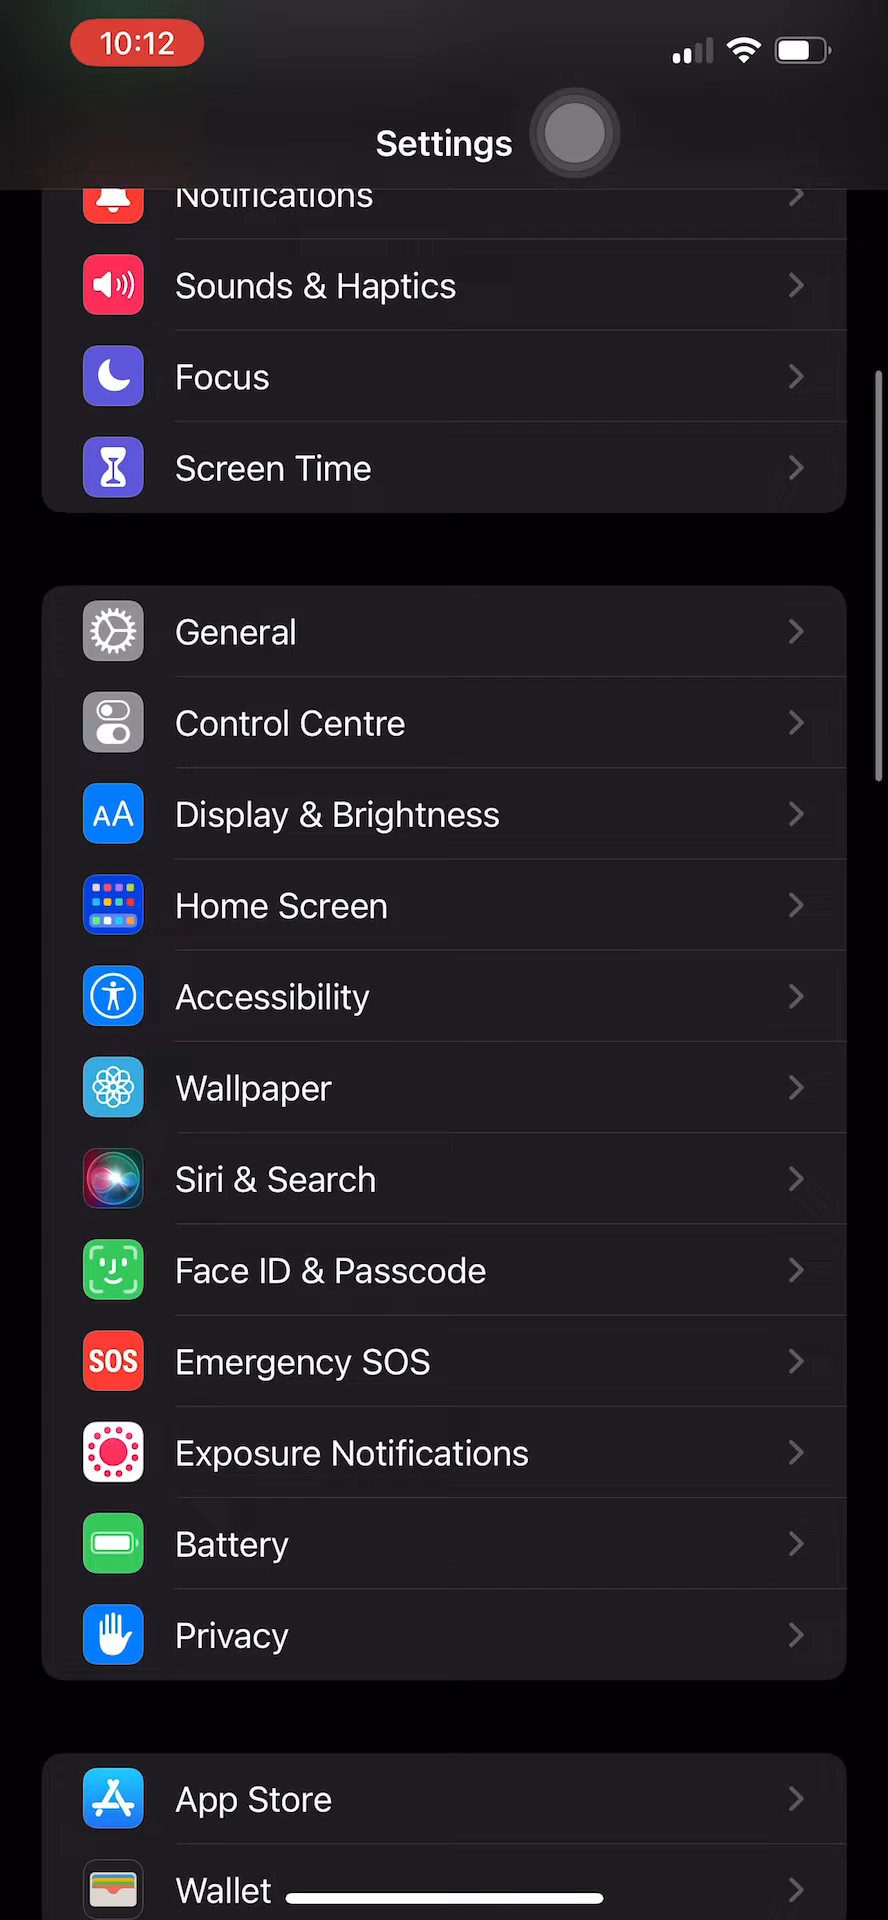 10:12
Settings
Notifications
Sounds & Haptics
Focus
Screen Time
General
Control Centre
AA Display & Brightness
Home Screen
Accessibility
Wallpaper
Siri & Search
Face ID & Passcode
SOS Emergency SOS
Exposure Notifications
Battery
Privacy
App Store
Wallet